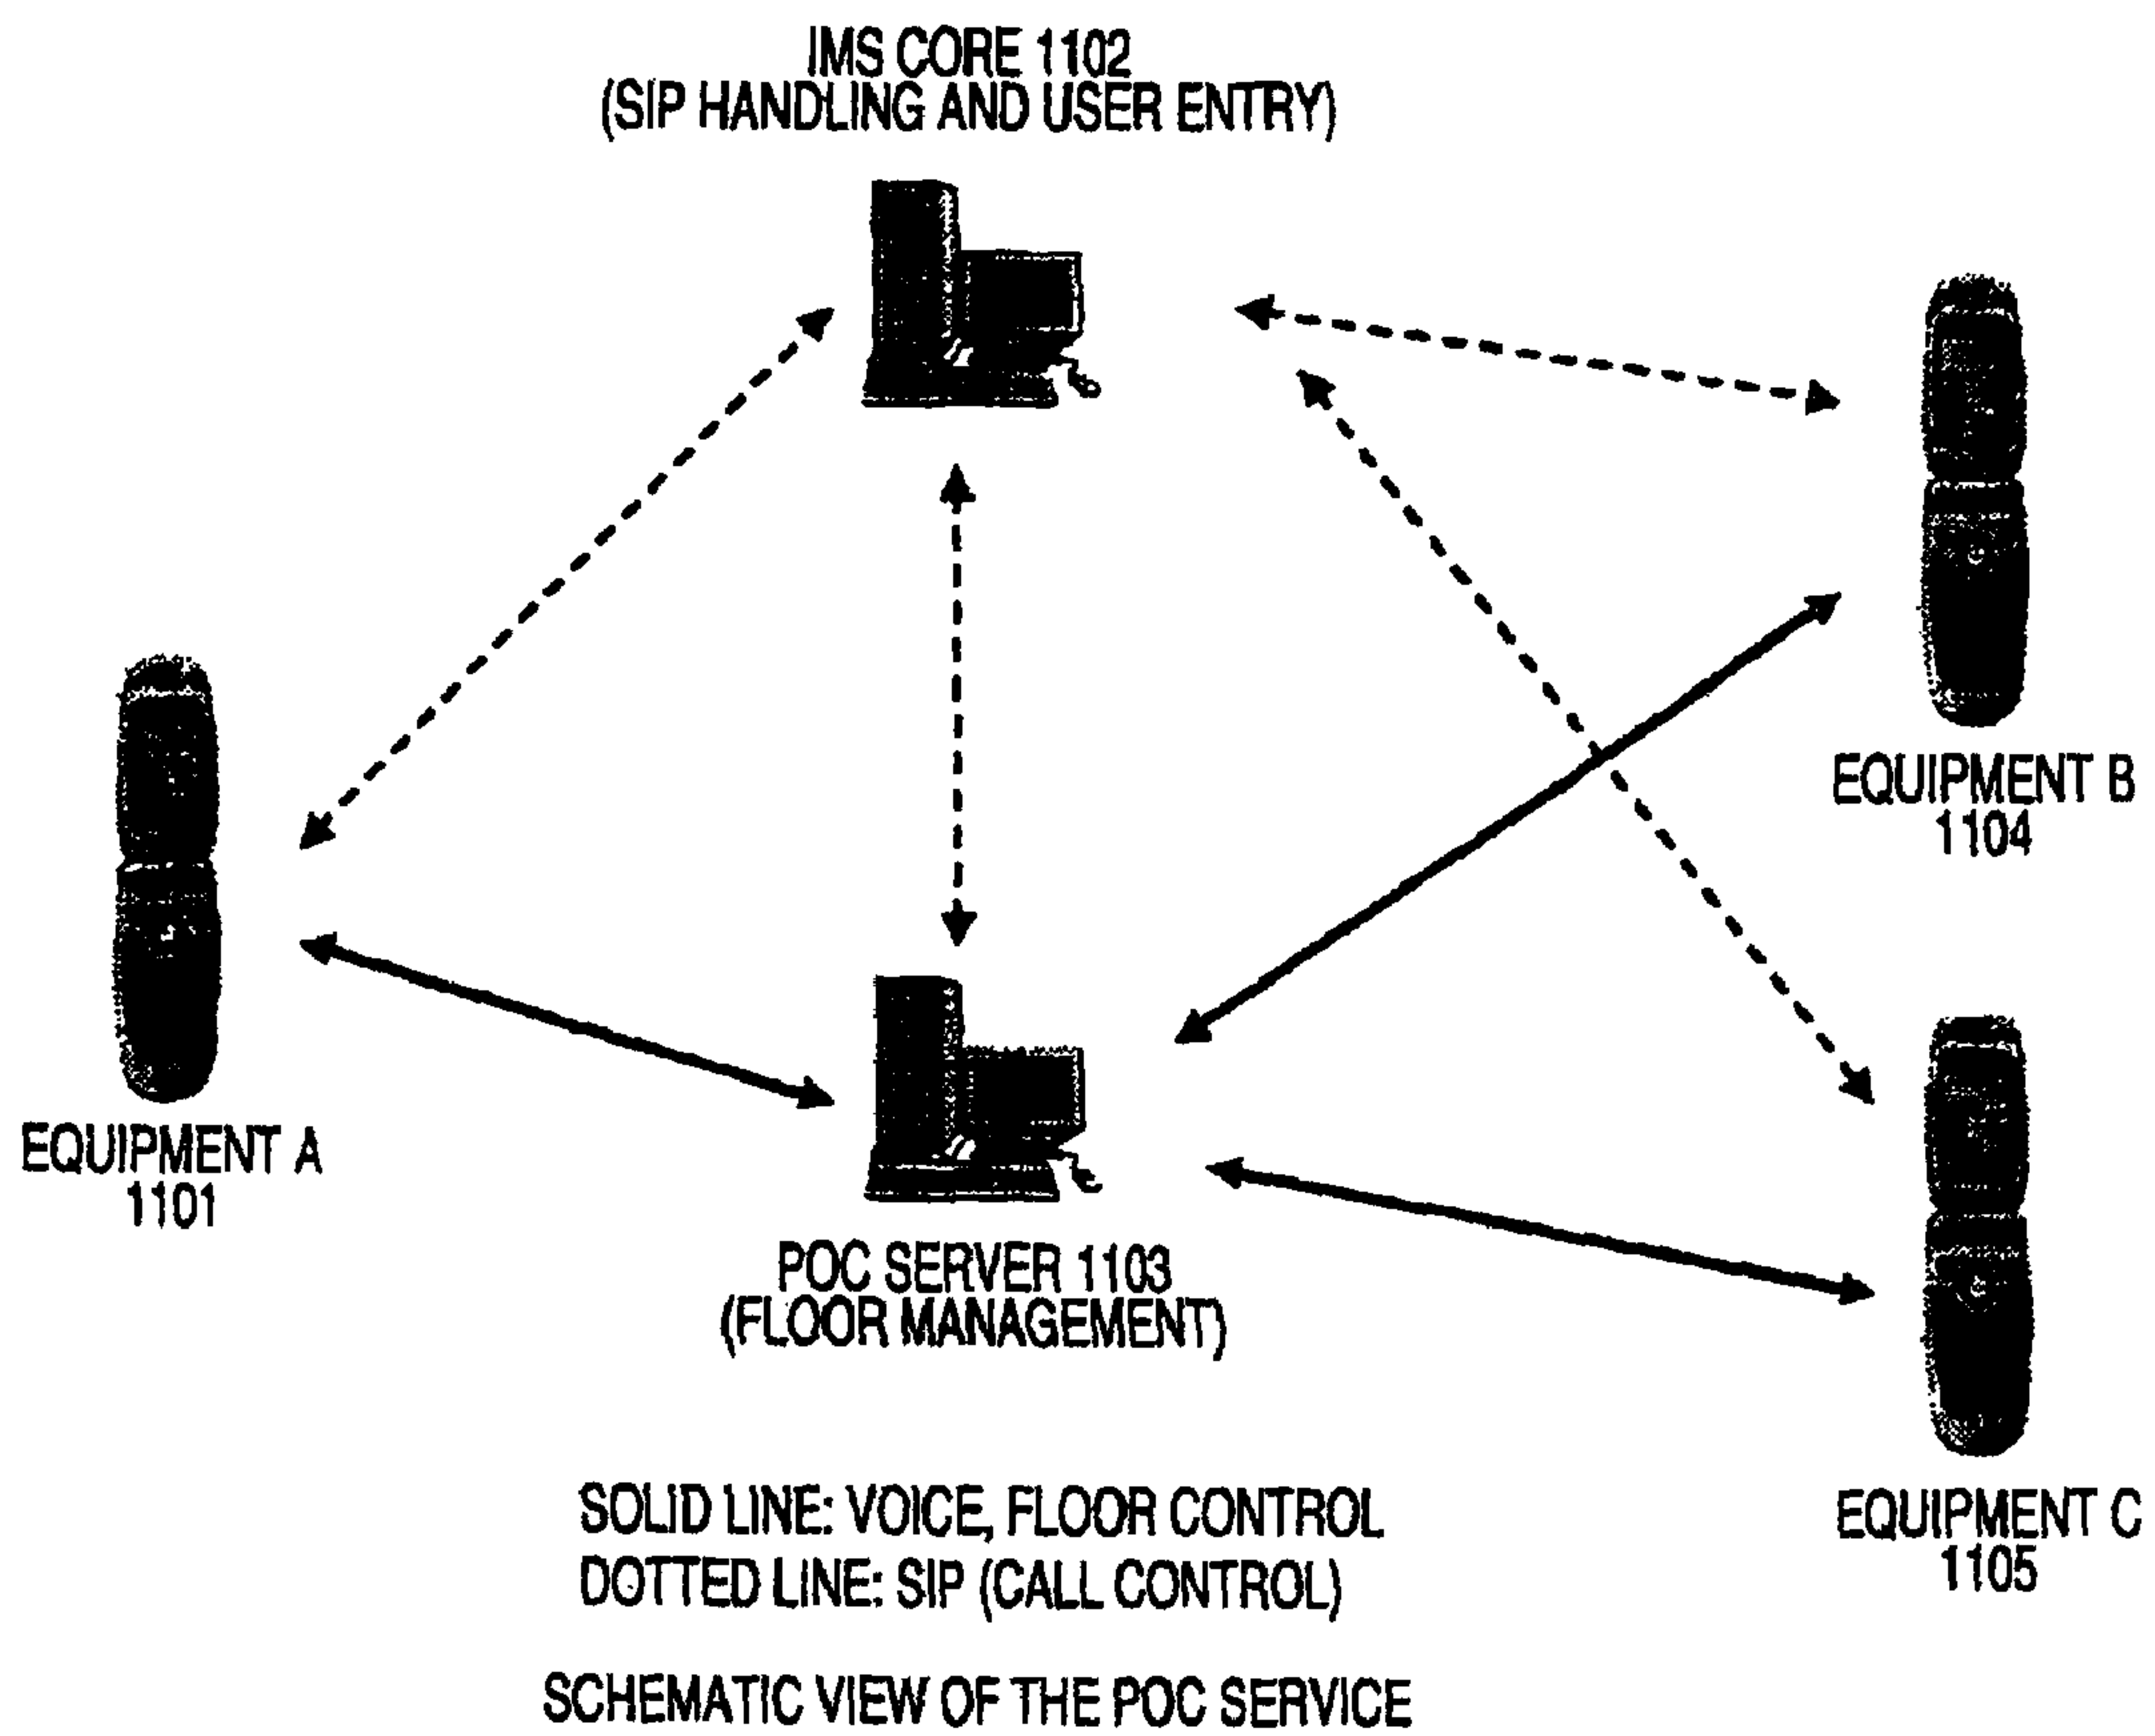 IMS CORE 1102
(SIP HANDLING AND USER ENTRY)
EQUIPMENT B
1104
EQUIPMENT A
1101
POC SERVER 1103
(FLOOR MANAGEMENT)
EQUIPMENT C
1105
SOLID LINE: VOICE, FLOOR CONTROL
DOTTED LINE: SIP (CALL CONTROL)
SCHEMATIC VIEW OF THE POC SERVICE